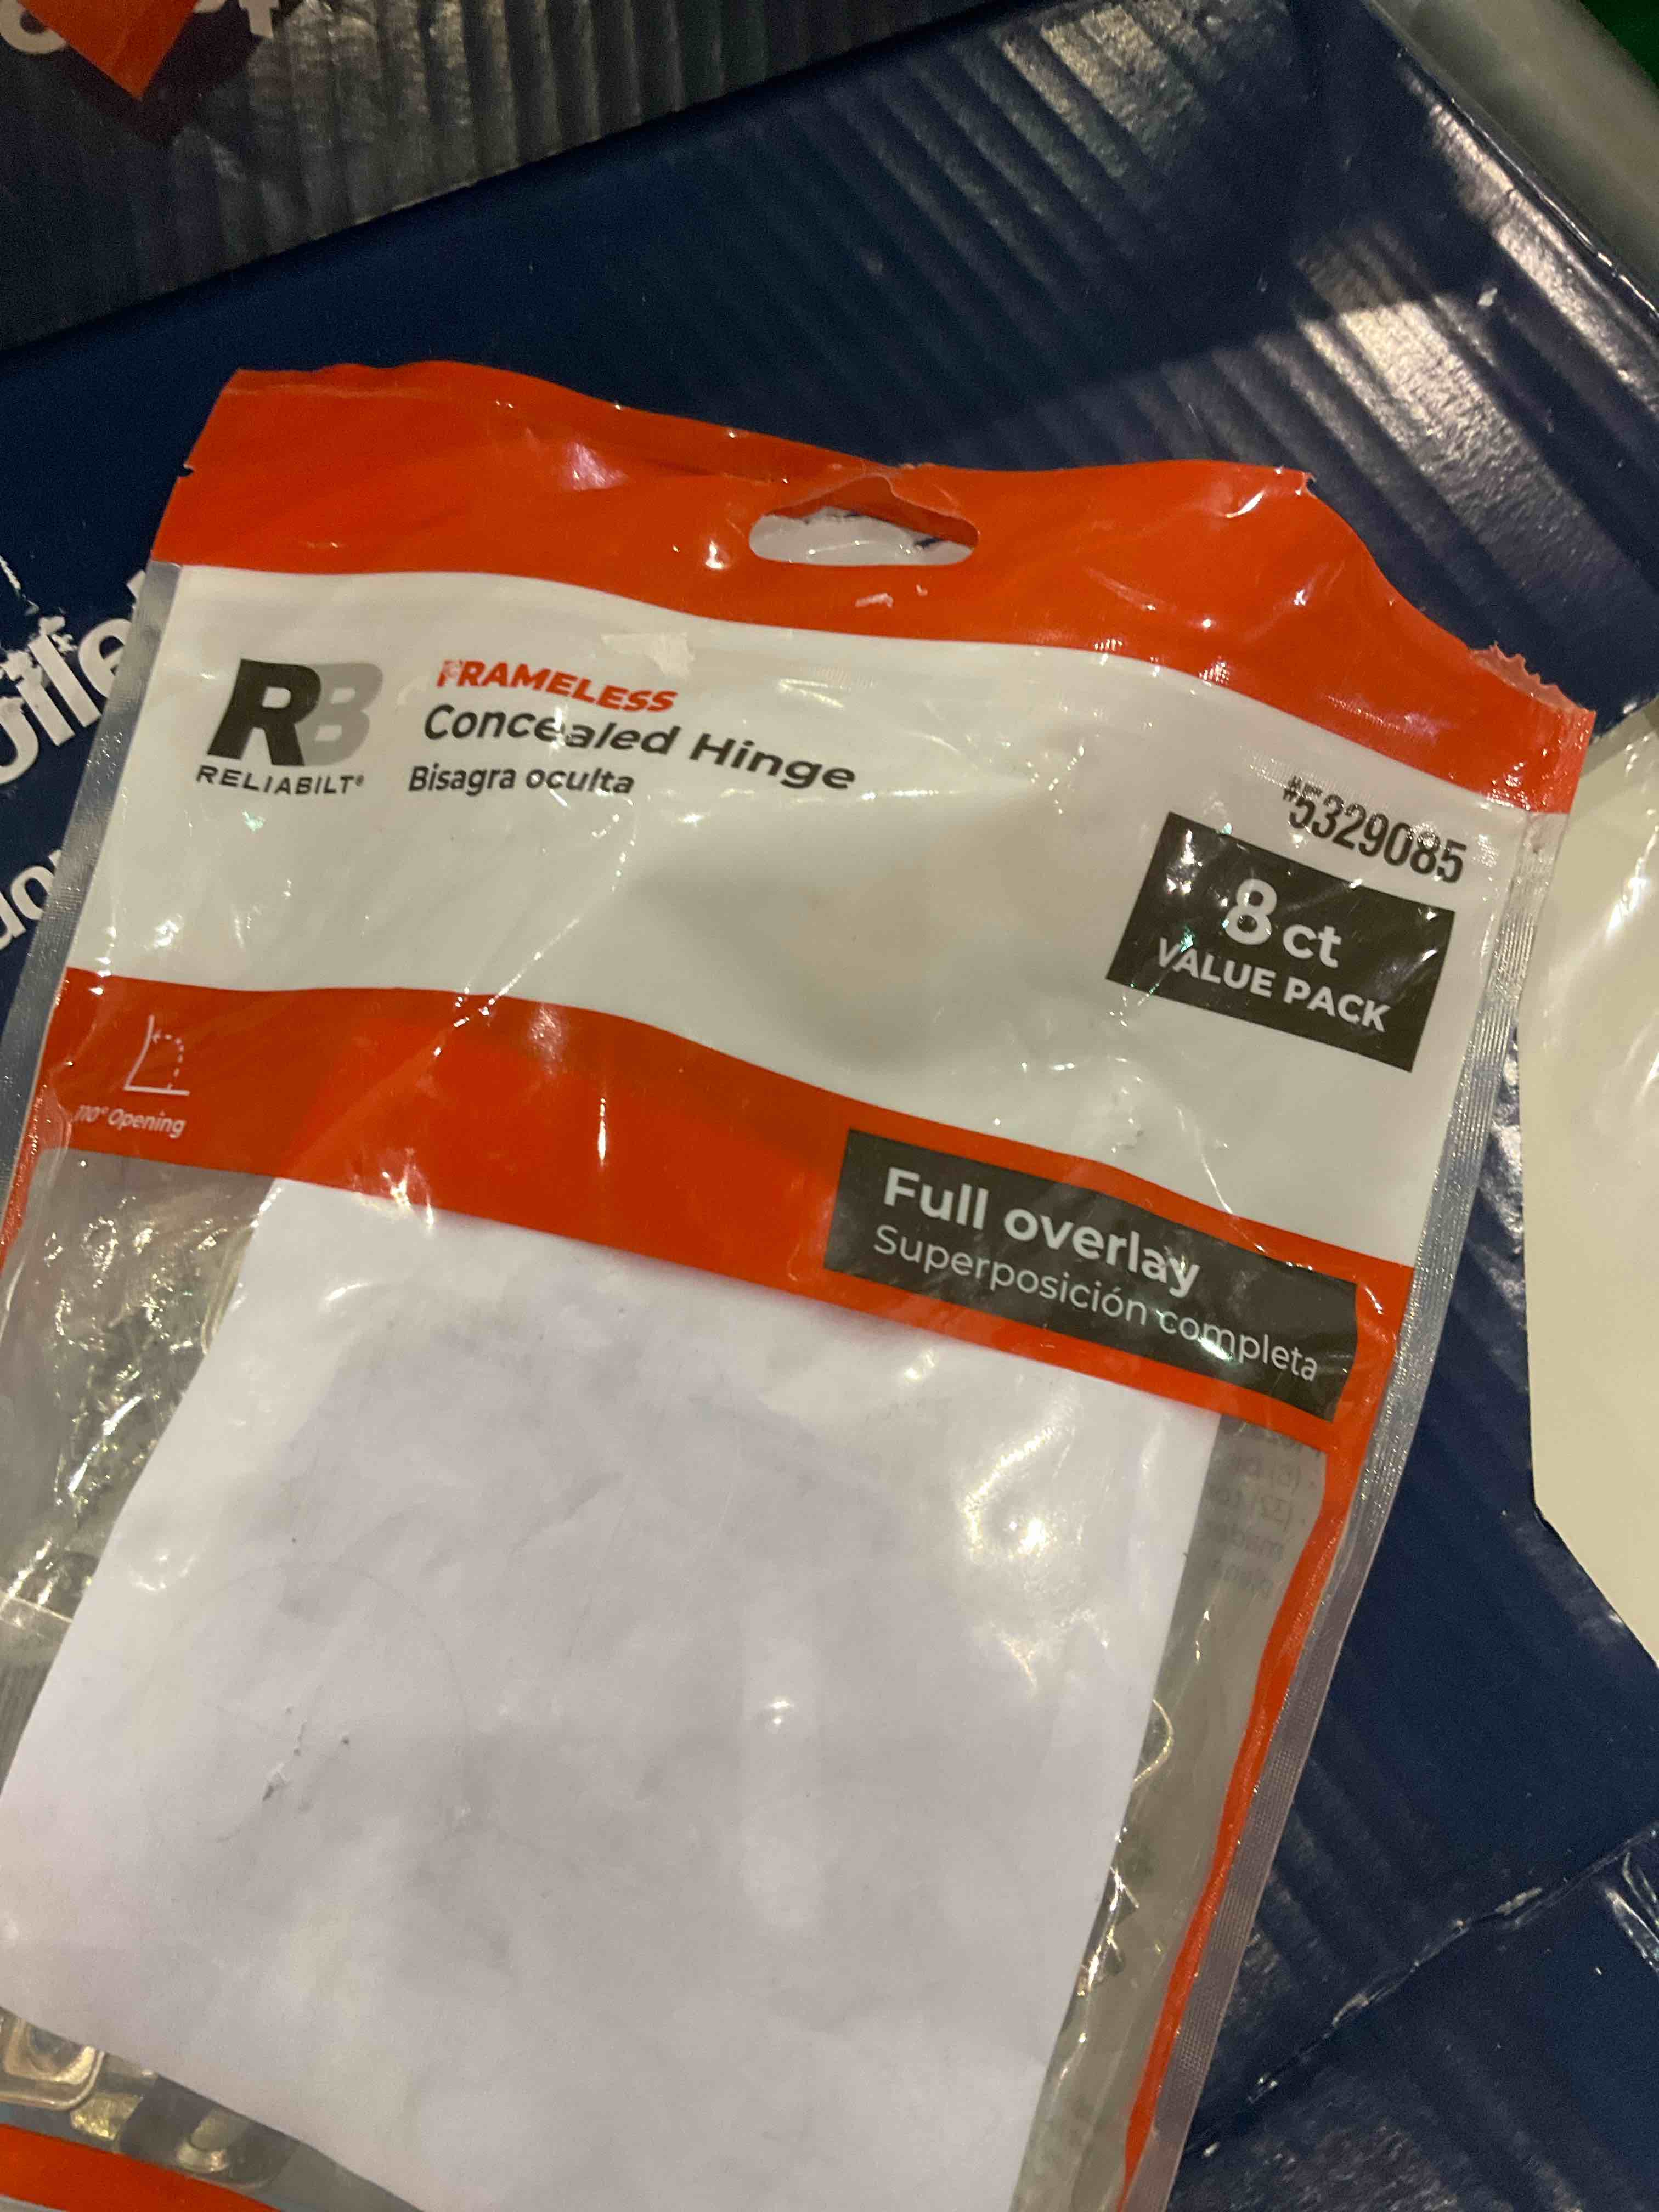 RB
RELIABILT®
FRAMELESS
Concealed Hinge
Bisagra oculta
#5329085
8 ct
VALUE PACK
110° Opening
Full overlay
Superposición completa